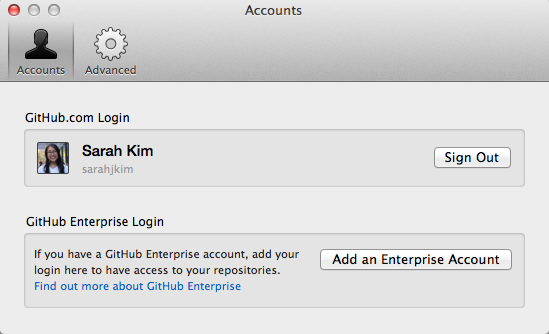 Accounts
Accounts
Advanced
GitHub.com Login
Sarah Kim
sarahjkim
Sign Out
GitHub Enterprise Login
If you have a GitHub Enterprise account, add your
login here to have access to your repositories.
Find out more about GitHub Enterprise
Add an Enterprise Account